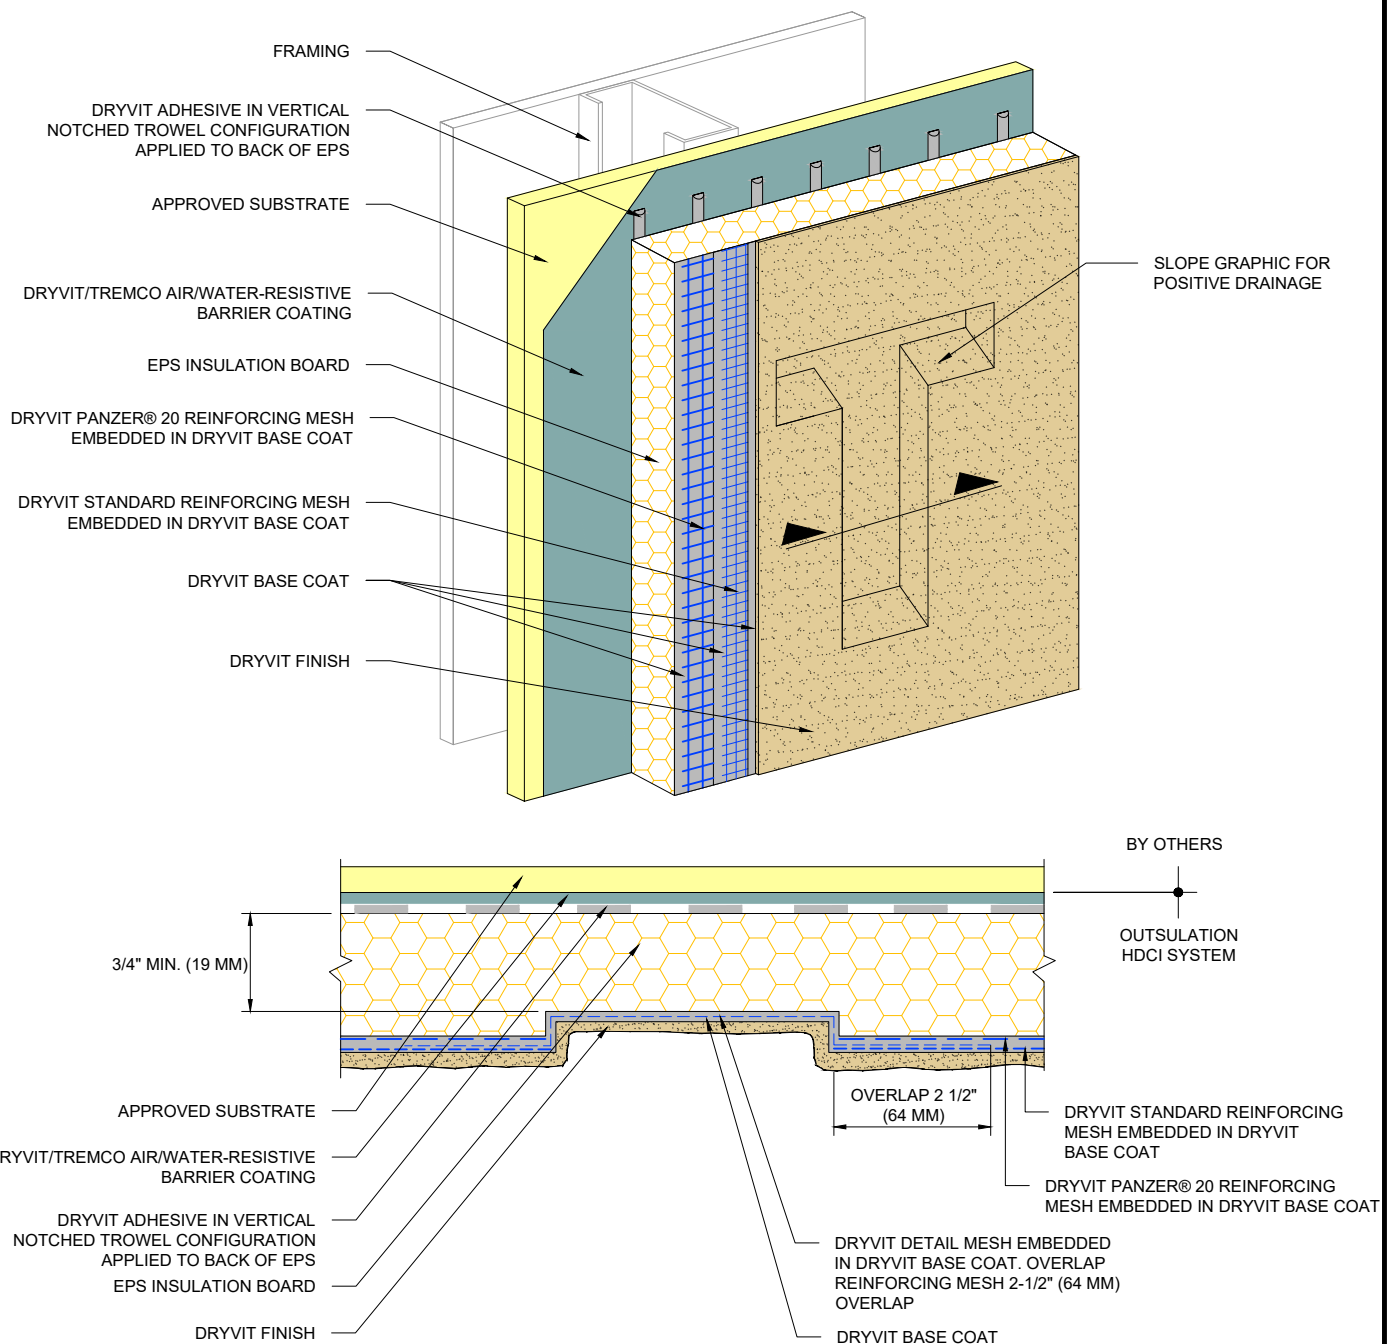 FRAMING
DRYVIT ADHESIVE IN VERTICAL
NOTCHED TROWEL CONFIGURATION
APPLIED TO BACK OF EPS
APPROVED SUBSTRATE
DRYVIT/TREMCO AIR/WATER-RESISTIVE
BARRIER COATING
EPS INSULATION BOARD
DRYVIT PANZER® 20 REINFORCING MESH
EMBEDDED IN DRYVIT BASE COAT
DRYVIT STANDARD REINFORCING MESH
EMBEDDED IN DRYVIT BASE COAT
DRYVIT BASE COAT
DRYVIT FINISH
SLOPE GRAPHIC FOR
POSITIVE DRAINAGE
BY OTHERS
OUTSULATION
HDCI SYSTEM
3/4" MIN. (19 MM)
OVERLAP 2 1/2"
(64 MM)
APPROVED SUBSTRATE
RYVIT/TREMCO AIR/WATER-RESISTIVE
BARRIER COATING
DRYVIT ADHESIVE IN VERTICAL
NOTCHED TROWEL CONFIGURATION
APPLIED TO BACK OF EPS
EPS INSULATION BOARD
DRYVIT FINISH
DRYVIT STANDARD REINFORCING
MESH EMBEDDED IN DRYVIT
BASE COAT
DRYVIT PANZER® 20 REINFORCING
MESH EMBEDDED IN DRYVIT BASE COAT
DRYVIT DETAIL MESH EMBEDDED
IN DRYVIT BASE COAT. OVERLAP
REINFORCING MESH 2-1/2" (64 MM)
OVERLAP
DRYVIT BASE COAT